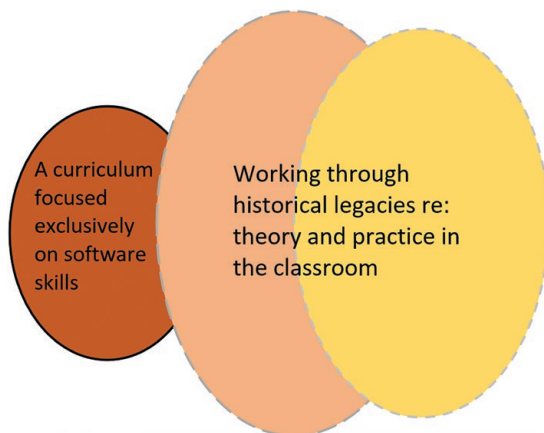 A curriculum
focused
exclusively
on software
skills
Working through
historical legacies re:
theory and practice in
the classroom